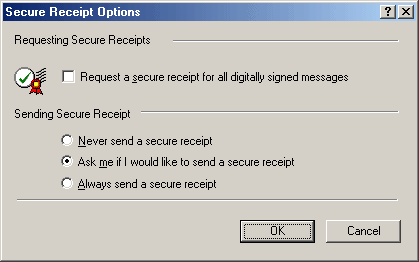 Secure Receipt Options
Requesting Secure Receipts
Request a secure receipt for all digitally signed messages
Sending Secure Receipt
Never send a secure receipt
Ask me if I would like to send a secure receipt
Always send a secure receipt
OK Cancel